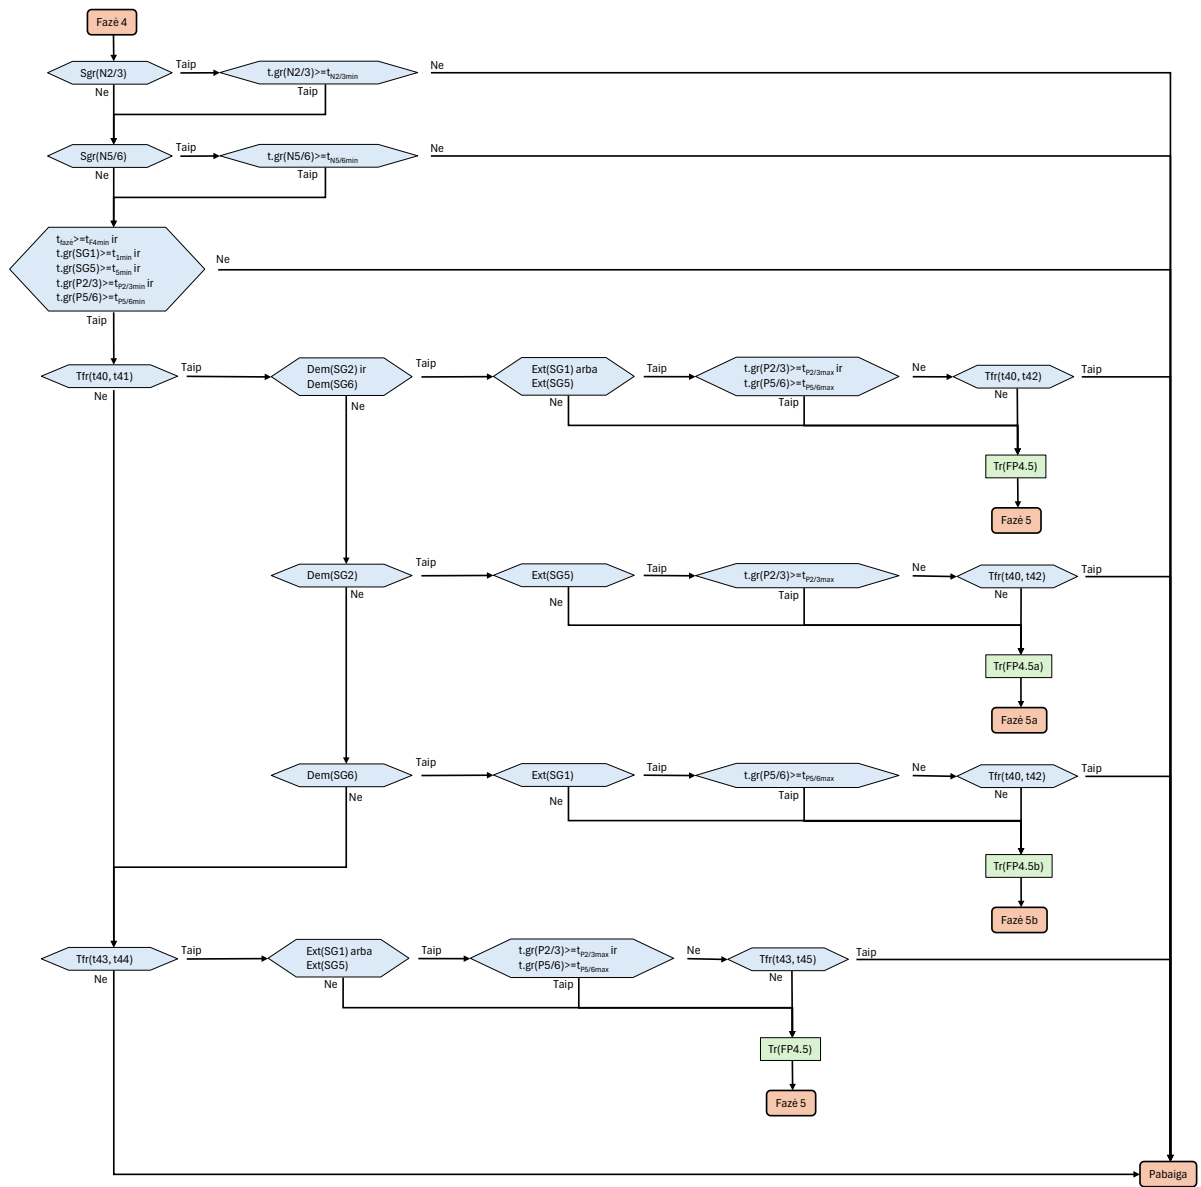 Fazė 4
Sgr(N2/3)
Taip
t.gr(N2/3)>=tN2/3min
Ne
Ne
Taip
Sgr(N5/6)
Taip
t.gr(N5/6)>=tN5/6min
Ne
Ne
Taip
tfazė>=tF4min ir
t.gr(SG1)>=t1min ir
t.gr(SG5)>=t5min ir
t.gr(P2/3)>=tP2/3min ir
t.gr(P5/6)>=tP5/6min
Ne
Taip
Tfr(t40, t41)
Taip
Dem(SG2) ir
Dem(SG6)
Taip
Ext(SG1) arba
Ext(SG5)
Taip
t.gr(P2/3)>=tP2/3max ir
t.gr(P5/6)>=tP5/6max
Ne
Tfr(t40, t42)
Taip
Ne
Ne
Ne
Taip
Ne
Tr(FP4.5)
Fazė 5
Dem(SG2)
Taip
Ext(SG5)
Taip
t.gr(P2/3)>=tP2/3max
Ne
Tfr(t40, t42)
Taip
Ne
Ne
Taip
Ne
Tr(FP4.5a)
Fazė 5a
Dem(SG6)
Taip
Ext(SG1)
Taip
t.gr(P5/6)>=tP5/6max
Ne
Tfr(t40, t42)
Taip
Ne
Ne
Taip
Ne
Tr(FP4.5b)
Fazė 5b
Tfr(t43, t44)
Taip
Ext(SG1) arba
Ext(SG5)
Taip
t.gr(P2/3)>=tP2/3max ir
t.gr(P5/6)>=tP5/6max
Ne
Tfr(t43, t45)
Taip
Ne
Ne
Taip
Ne
Tr(FP4.5)
Fazė 5
Pabaiga